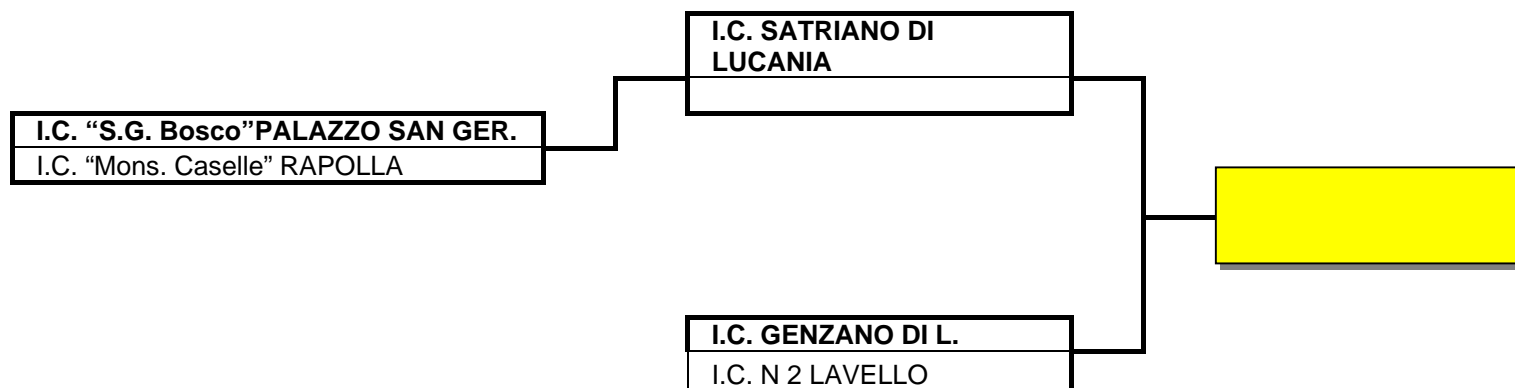 I.C. SATRIANO DI
LUCANIA
I.C. “S.G. Bosco”PALAZZO SAN GER.
I.C. “Mons. Caselle” RAPOLLA
I.C. GENZANO DI L.
I.C. N 2 LAVELLO